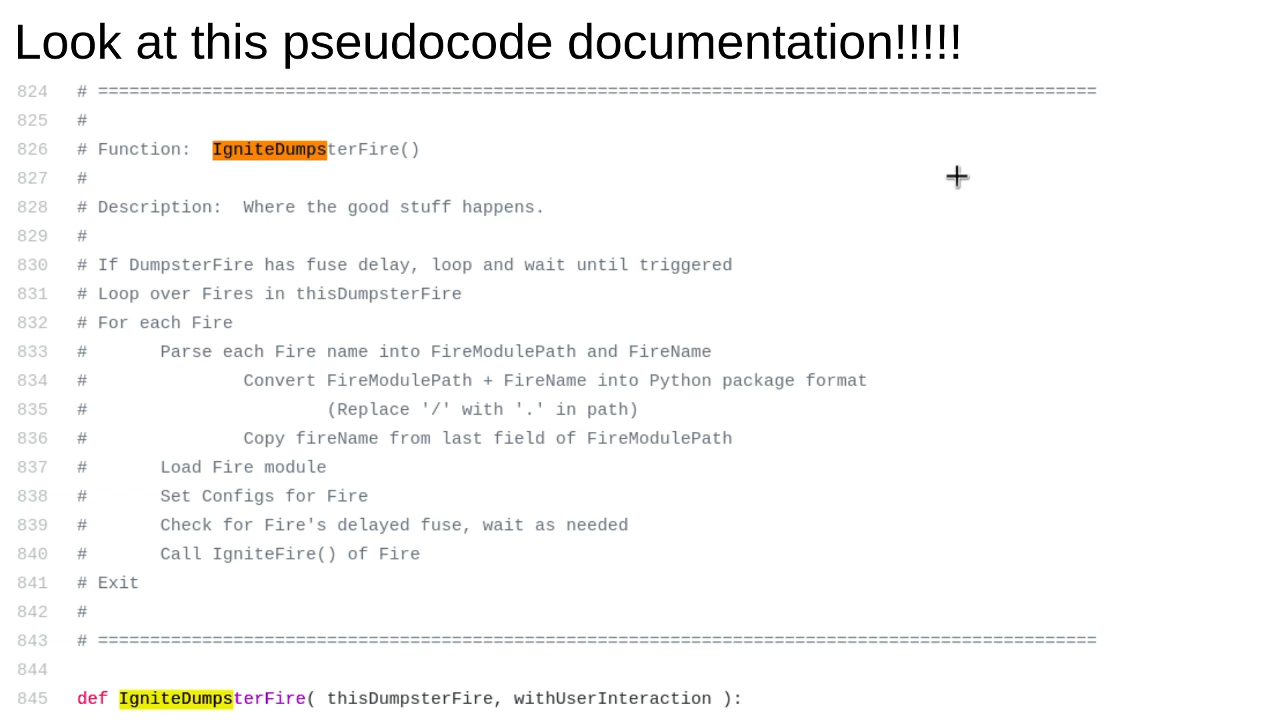 Look at this pseudocode documentation!!!!!
824 # ================================================================================================
825 #
826 # Function:  IgniteDumpsterFire()
827 #
828 # Description:  Where the good stuff happens.
829 #
830 # If DumpsterFire has fuse delay, loop and wait until triggered
831 # Loop over Fires in thisDumpsterFire
832 # For each Fire
833 #       Parse each Fire name into FireModulePath and FireName
834 #               Convert FireModulePath + FireName into Python package format
835 #                       (Replace '/' with '.' in path)
836 #               Copy fireName from last field of FireModulePath
837 #       Load Fire module
838 #       Set Configs for Fire
839 #       Check for Fire's delayed fuse, wait as needed
840 #       Call IgniteFire() of Fire
841 # Exit
842 #
843 # ================================================================================================
844
845 def IgniteDumpsterFire( thisDumpsterFire, withUserInteraction ):